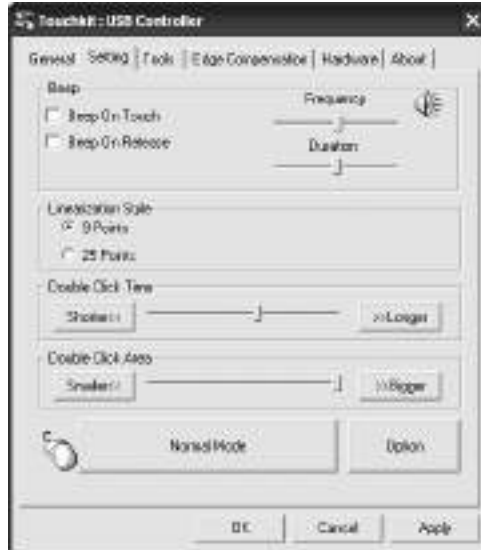 Touchkit : USB Controller
General Setting Tools Edge Compensation Hardware About
Beep
Beep On Touch
Beep On Release
Frequency
Duration
Linearization Style
9 Points
25 Points
Double Click Time
Shorter<<
>>Longer
Double Click Area
Smaller<<
>>Bigger
Normal Mode
Option
OK Cancel Apply